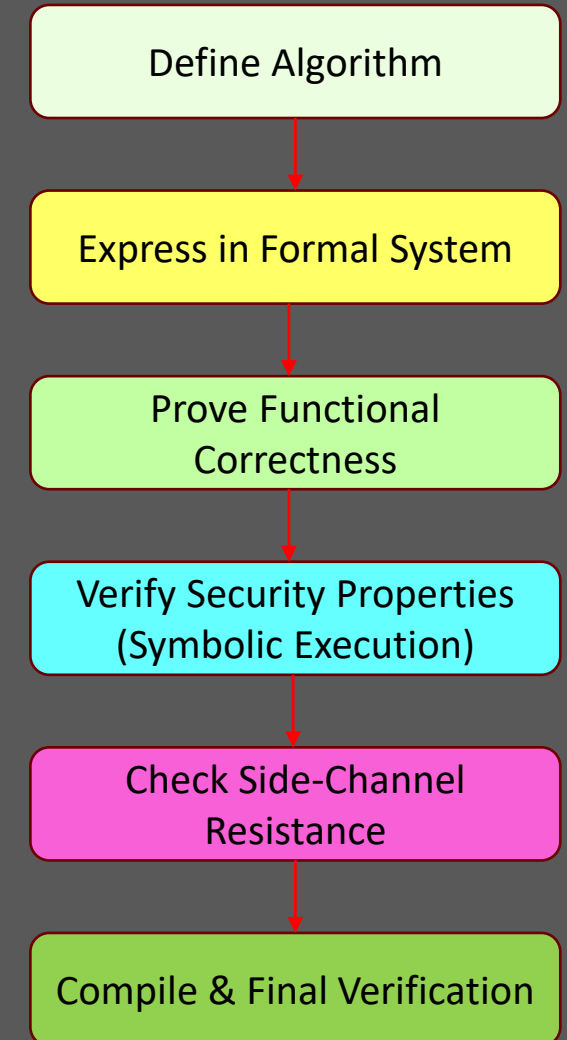 Define Algorithm
Express in Formal System
Prove Functional
Correctness
Verify Security Properties
(Symbolic Execution)
Check Side-Channel
Resistance
Compile & Final Verification